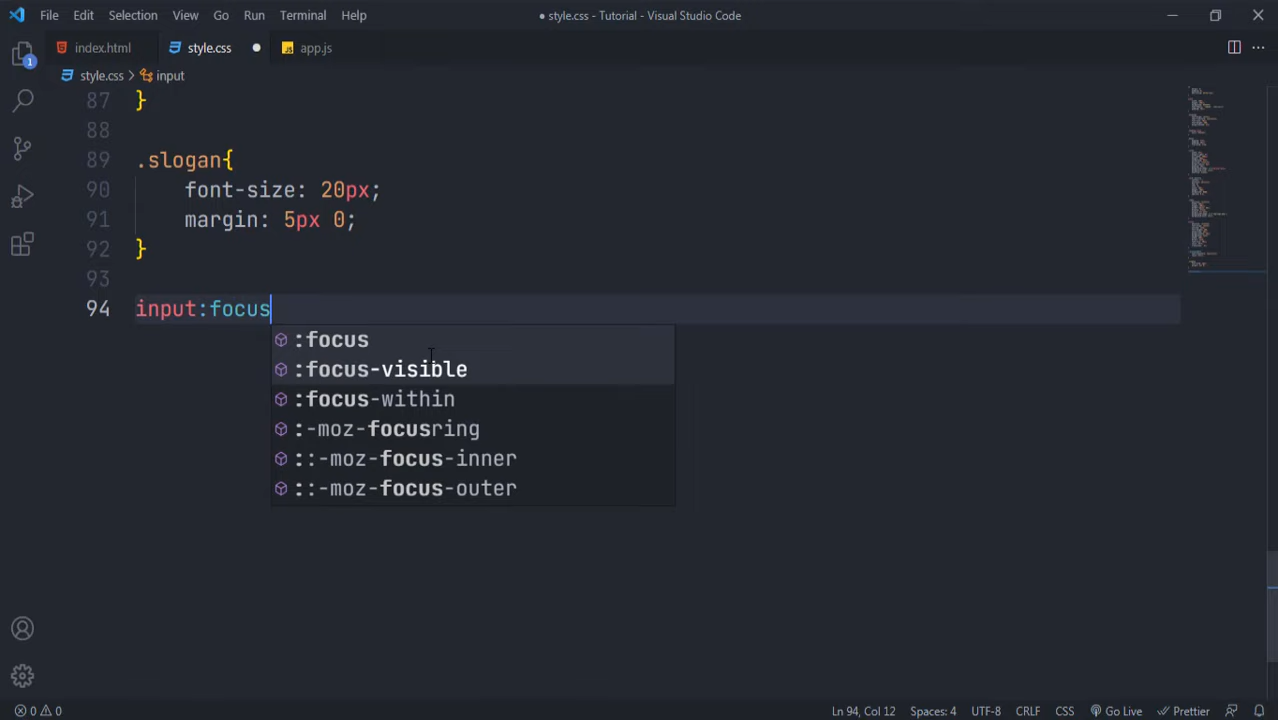 File Edit Selection View Go Run Terminal Help ● style.css - Tutorial - Visual Studio Code
index.html style.css ● JS app.js
style.css > input
87 }
88
89 .slogan{
90 font-size: 20px;
91 margin: 5px 0;
92 }
93
94 input:focus
:focus
:focus-visible
:focus-within
:-moz-focusring
::-moz-focus-inner
::-moz-focus-outer
1
0 0 Ln 94, Col 12 Spaces: 4 UTF-8 CRLF CSS Go Live Prettier